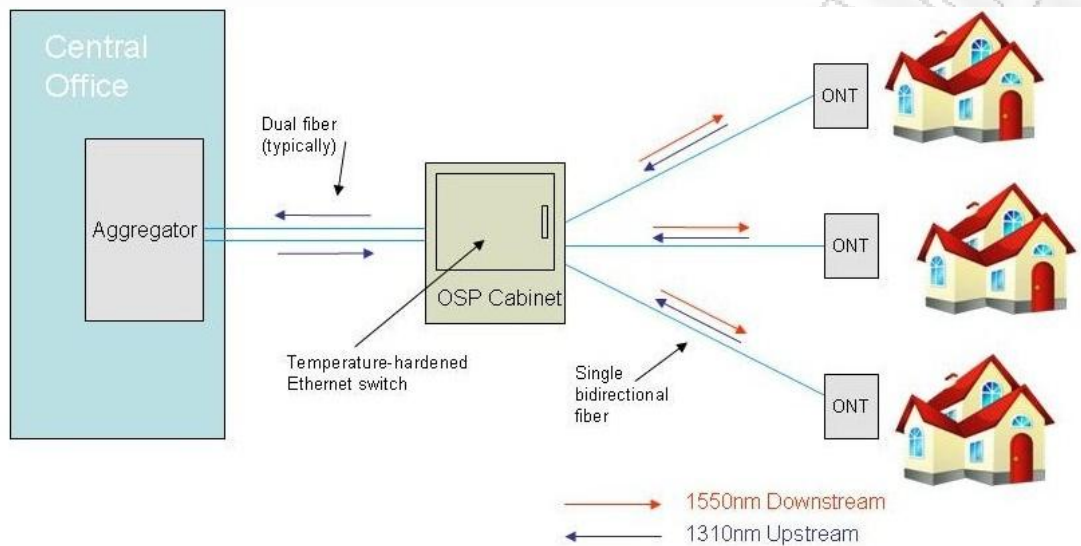 Central
Office
Aggregator
Dual fiber
(typically)
OSP Cabinet
Temperature-hardened
Ethernet switch
Single
bidirectional
fiber
ONT
ONT
ONT
1550nm Downstream
1310nm Upstream